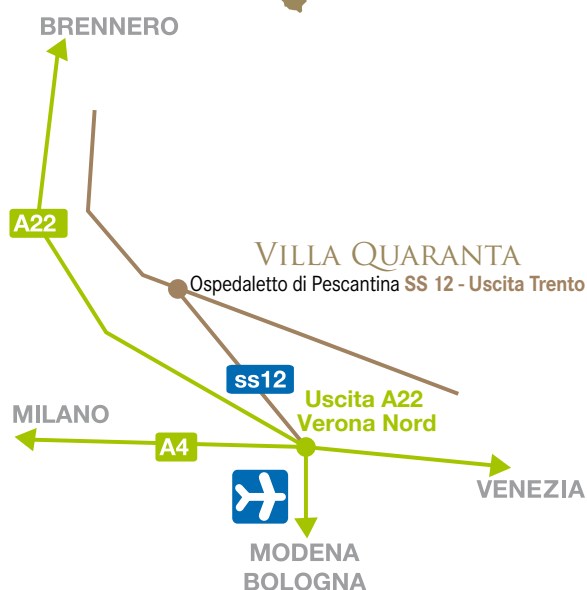 BRENNERO
A22
VILLA QUARANTA
Ospedaletto di Pescantina SS 12 - Uscita Trento
ss12
Uscita A22
Verona Nord
MILANO
A4
VENEZIA
MODENA
BOLOGNA